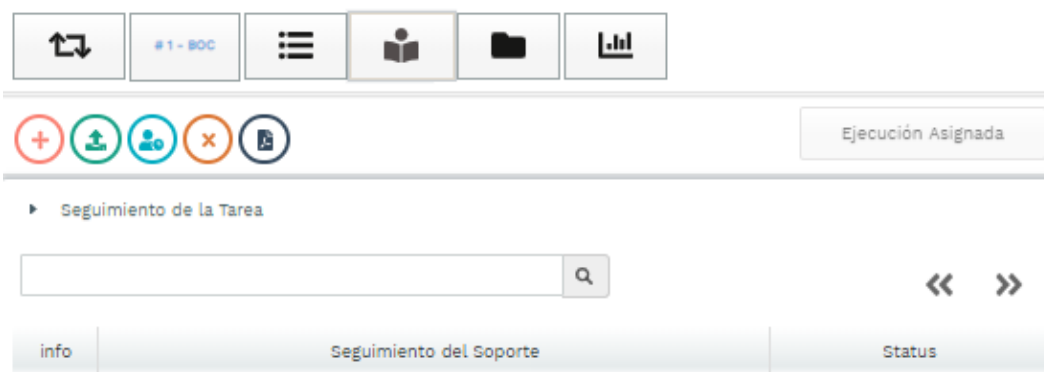 #1 - BOC
Ejecución Asignada
Seguimiento de la Tarea
info Seguimiento del Soporte Status